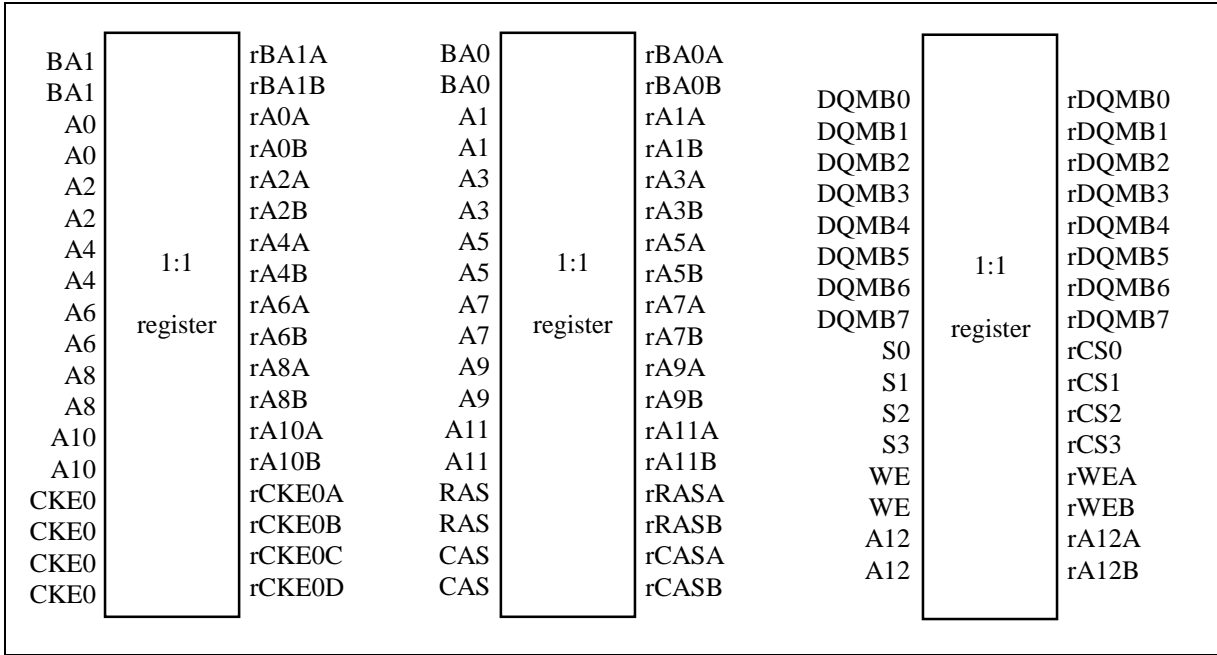 BA1 rBA1A
BA1 rBA1B
A0 rA0A
A0 rA0B
A2 rA2A
A2 rA2B
A4 rA4A
A4 rA4B
A6 rA6A
A6 rA6B
A8 rA8A
A8 rA8B
A10 rA10A
A10 rA10B
CKE0 rCKE0A
CKE0 rCKE0B
CKE0 rCKE0C
CKE0 rCKE0D
1:1
register
BA0 rBA0A
BA0 rBA0B
A1 rA1A
A1 rA1B
A3 rA3A
A3 rA3B
A5 rA5A
A5 rA5B
A7 rA7A
A7 rA7B
A9 rA9A
A9 rA9B
A11 rA11A
A11 rA11B
RAS rRASA
RAS rRASB
CAS rCASA
CAS rCASB
1:1
register
DQMB0 rDQMB0
DQMB1 rDQMB1
DQMB2 rDQMB2
DQMB3 rDQMB3
DQMB4 rDQMB4
DQMB5 rDQMB5
DQMB6 rDQMB6
DQMB7 rDQMB7
S0 rCS0
S1 rCS1
S2 rCS2
S3 rCS3
WE rWEA
WE rWEB
A12 rA12A
A12 rA12B
1:1
register